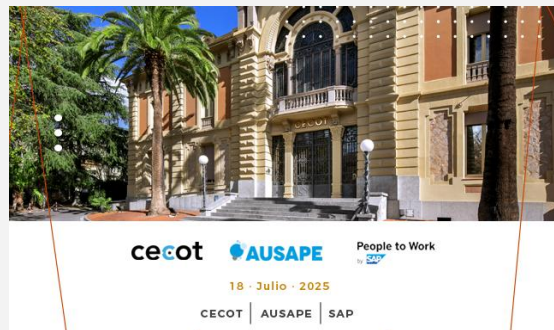 CECOT
cecot AUSAPE People to Work
by SAP
18 · Julio · 2025
CECOT | AUSAPE | SAP